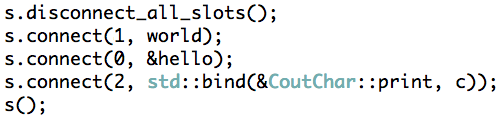 s.disconnect_all_slots();
s.connect(1, world);
s.connect(0, &hello);
s.connect(2, std::bind(&CoutChar::print, c));
s();